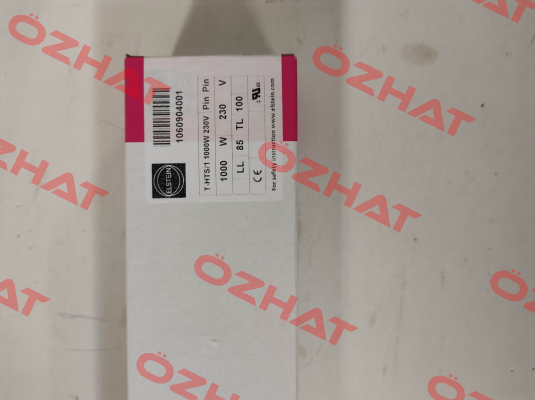 1060904001
ELSTEIN
T-HTS/1 1000W 230V Pin Pin
1000 W 230 V
LL 85 TL 100
CE
For safety instruction www.elstein.com
ÖZHAT
ÖZHAT
ÖZHAT
ÖZHAT
ÖZHAT
ÖZHAT
ÖZHAT
ÖZHAT
ÖZHAT